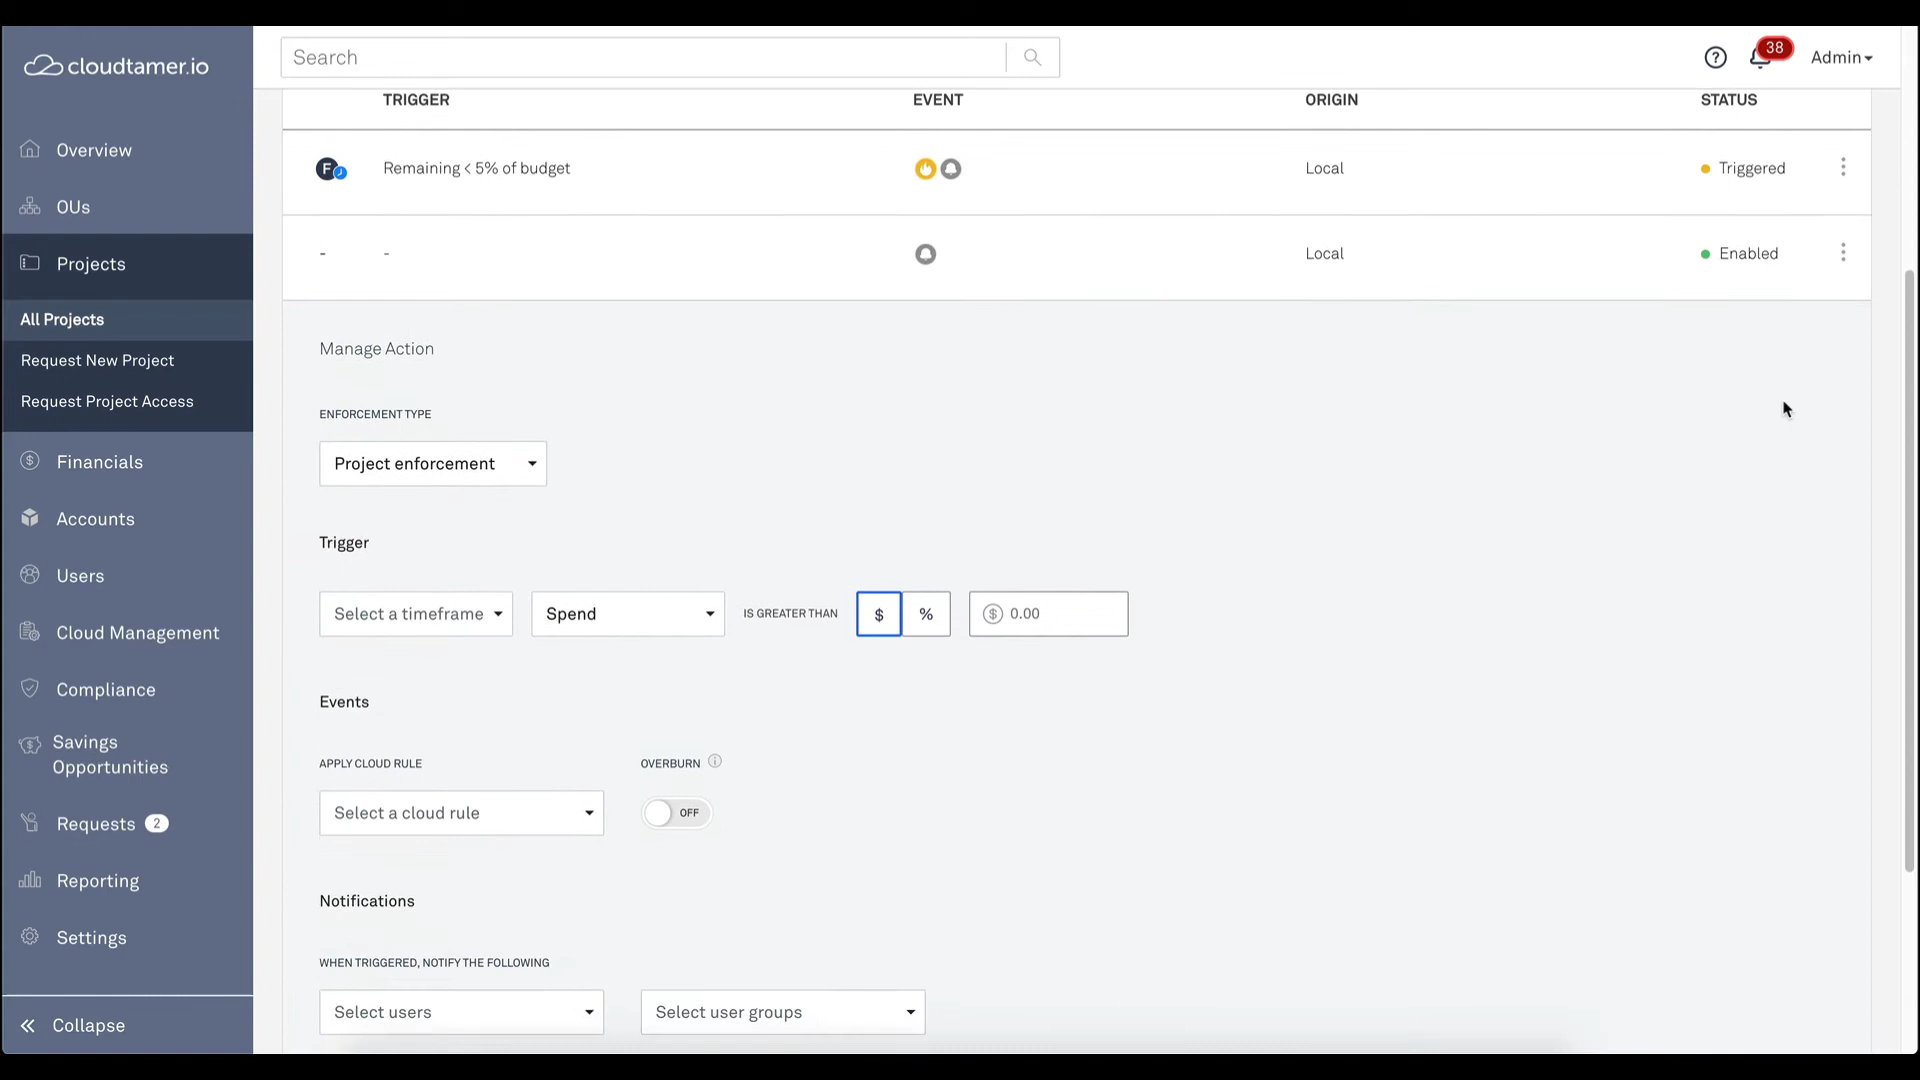 cloudtamer.io
Search
38
Admin
Overview
OUs
Projects
All Projects
Request New Project
Request Project Access
Financials
Accounts
Users
Cloud Management
Compliance
Savings
Opportunities
Requests 2
Reporting
Settings
Collapse
TRIGGER EVENT ORIGIN STATUS
F Remaining < 5% of budget Local Triggered
- - Local Enabled
Manage Action
ENFORCEMENT TYPE
Project enforcement
Trigger
Select a timeframe Spend IS GREATER THAN $ % $ 0.00
Events
APPLY CLOUD RULE OVERBURN
Select a cloud rule OFF
Notifications
WHEN TRIGGERED, NOTIFY THE FOLLOWING
Select users Select user groups